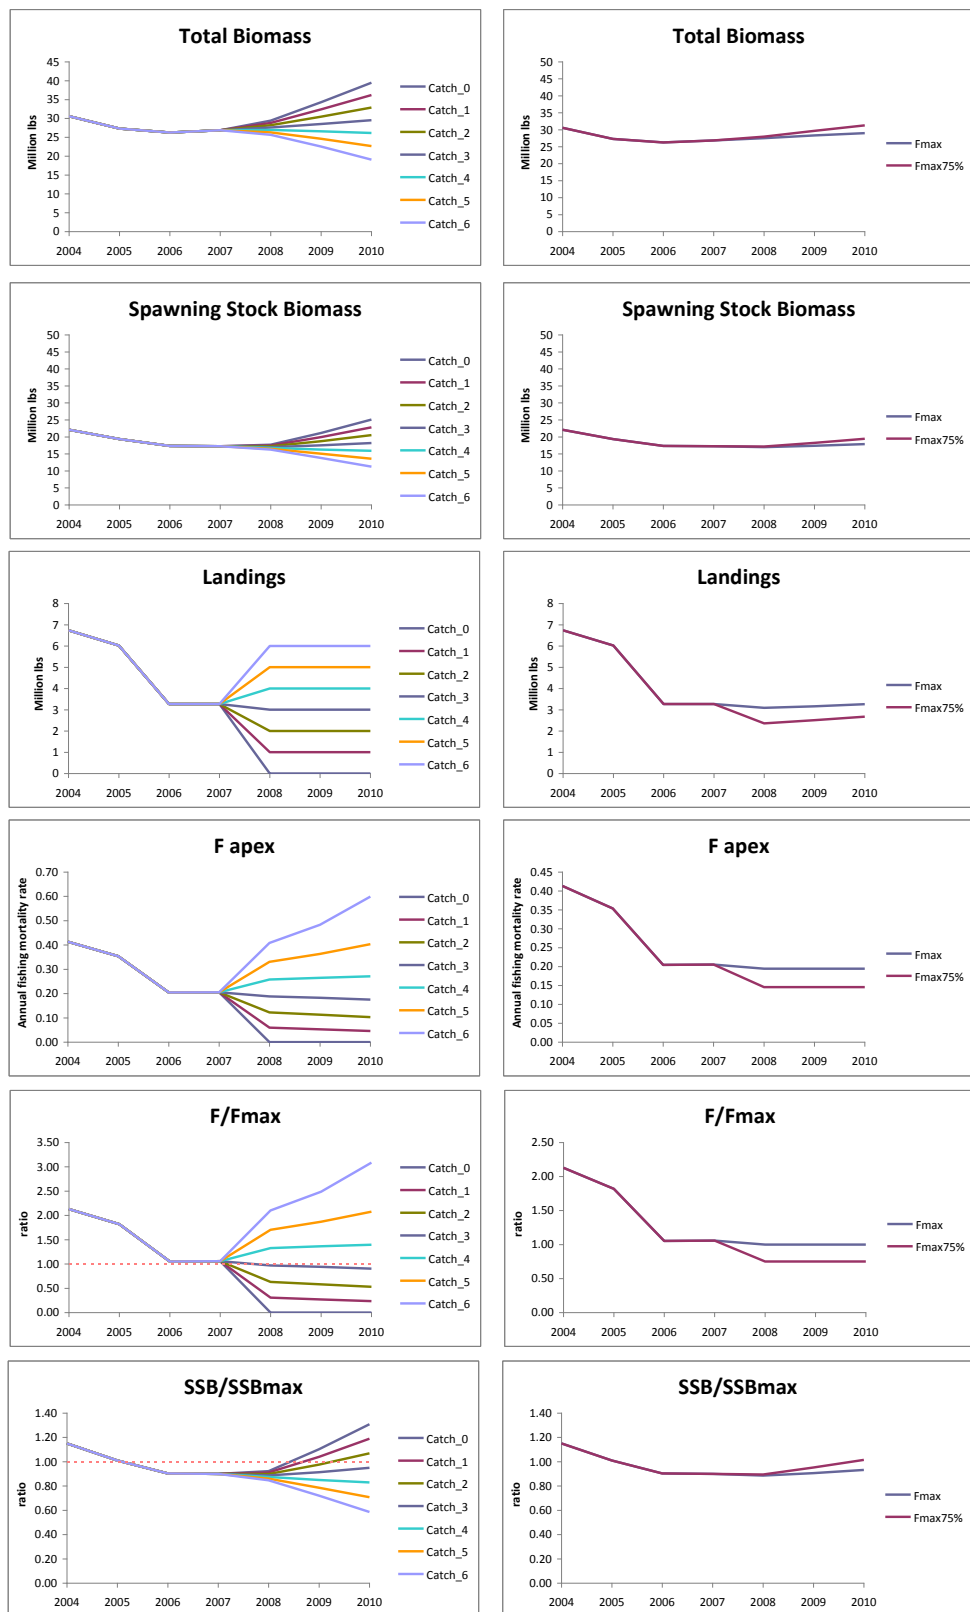 Total Biomass
Million lbs
45
40
35
30
25
20
15
10
5
0
2004 2005 2006 2007 2008 2009 2010
Catch_0
Catch_1
Catch_2
Catch_3
Catch_4
Catch_5
Catch_6
Total Biomass
Million lbs
50
45
40
35
30
25
20
15
10
5
0
2004 2005 2006 2007 2008 2009 2010
Fmax
Fmax75%
Spawning Stock Biomass
Million lbs
50
45
40
35
30
25
20
15
10
5
0
2004 2005 2006 2007 2008 2009 2010
Catch_0
Catch_1
Catch_2
Catch_3
Catch_4
Catch_5
Catch_6
Spawning Stock Biomass
Million lbs
50
45
40
35
30
25
20
15
10
5
0
2004 2005 2006 2007 2008 2009 2010
Fmax
Fmax75%
Landings
Million lbs
8
7
6
5
4
3
2
1
0
2004 2005 2006 2007 2008 2009 2010
Catch_0
Catch_1
Catch_2
Catch_3
Catch_4
Catch_5
Catch_6
Landings
Million lbs
8
7
6
5
4
3
2
1
0
2004 2005 2006 2007 2008 2009 2010
Fmax
Fmax75%
F apex
Annual fishing mortality rate
0.70
0.60
0.50
0.40
0.30
0.20
0.10
0.00
2004 2005 2006 2007 2008 2009 2010
Catch_0
Catch_1
Catch_2
Catch_3
Catch_4
Catch_5
Catch_6
F apex
Annual fishing mortality rate
0.45
0.40
0.35
0.30
0.25
0.20
0.15
0.10
0.05
0.00
2004 2005 2006 2007 2008 2009 2010
Fmax
Fmax75%
F/Fmax
ratio
3.50
3.00
2.50
2.00
1.50
1.00
0.50
0.00
2004 2005 2006 2007 2008 2009 2010
Catch_0
Catch_1
Catch_2
Catch_3
Catch_4
Catch_5
Catch_6
F/Fmax
ratio
2.50
2.00
1.50
1.00
0.50
0.00
2004 2005 2006 2007 2008 2009 2010
Fmax
Fmax75%
SSB/SSBmax
ratio
1.40
1.20
1.00
0.80
0.60
0.40
0.20
0.00
2004 2005 2006 2007 2008 2009 2010
Catch_0
Catch_1
Catch_2
Catch_3
Catch_4
Catch_5
Catch_6
SSB/SSBmax
ratio
1.40
1.20
1.00
0.80
0.60
0.40
0.20
0.00
2004 2005 2006 2007 2008 2009 2010
Fmax
Fmax75%